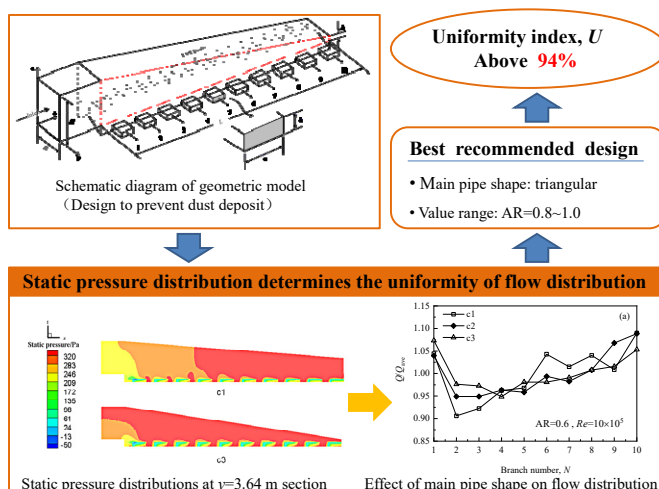 Schematic diagram of geometric model
（Design to prevent dust deposit）
Uniformity index, U
Above 94%
Best recommended design
• Main pipe shape: triangular
• Value range: AR=0.8~1.0
Static pressure distribution determines the uniformity of flow distribution
Static pressure/Pa
320
283
246
209
172
135
98
61
24
-13
-50
c1
c3
Static pressure distributions at y=3.64 m section
(a)
c1
c2
c3
Q/Qave
1.15
1.10
1.05
1.00
0.95
0.90
0.85
AR=0.6 , Re=10×10⁵
1 2 3 4 5 6 7 8 9 10
Branch number, N
Effect of main pipe shape on flow distribution